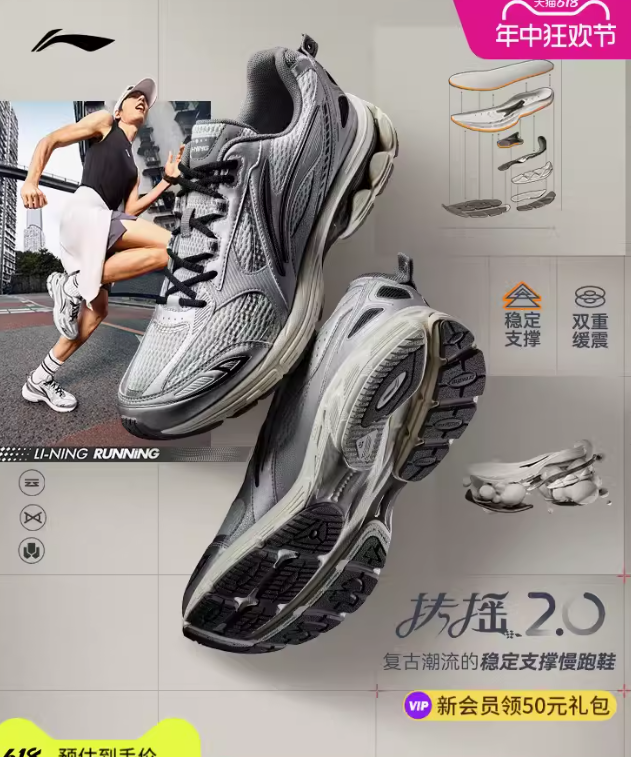 天猫618
年中狂欢节
稳定
支撑
双重
缓震
LI-NING RUNNING
扶摇 2.0
复古潮流的稳定支撑慢跑鞋
VIP 新会员领50元礼包
618 预估到手价